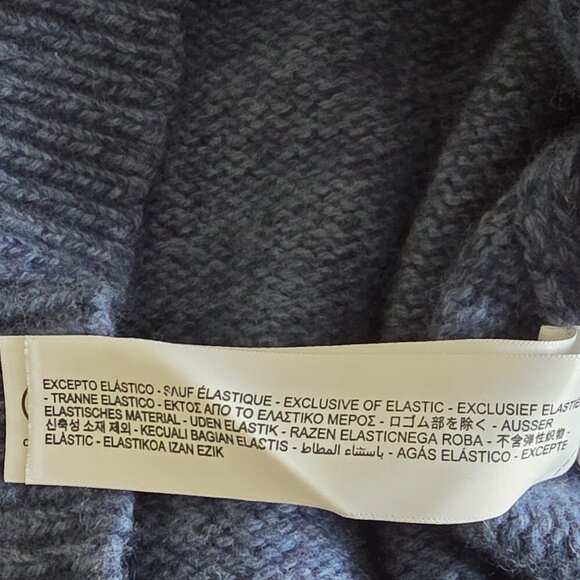 EXCEPTO ELÁSTICO - SAUF ÉLASTIQUE - EXCLUSIVE OF ELASTIC - EXCLUSIEF ELASTIE
- TRANNE ELASTICO - ΕΚΤΟΣ ΑΠΟ ΤΟ ΕΛΑΣΤΙΚΟ ΜΕΡΟΣ - ロゴム部を除く - AUSSER
ELASTISCHES MATERIAL - UDEN ELASTIK - RAZEN ELASTICNEGA ROBA - 不含弹性织物 -
신축성 소재 제외 - KECUALI BAGIAN ELACTIS - باستثناء المطاط - AGÁS ELÁSTICO - EXCEPTE
ELÀSTIC - ELASTIKOA IZAN EZIK